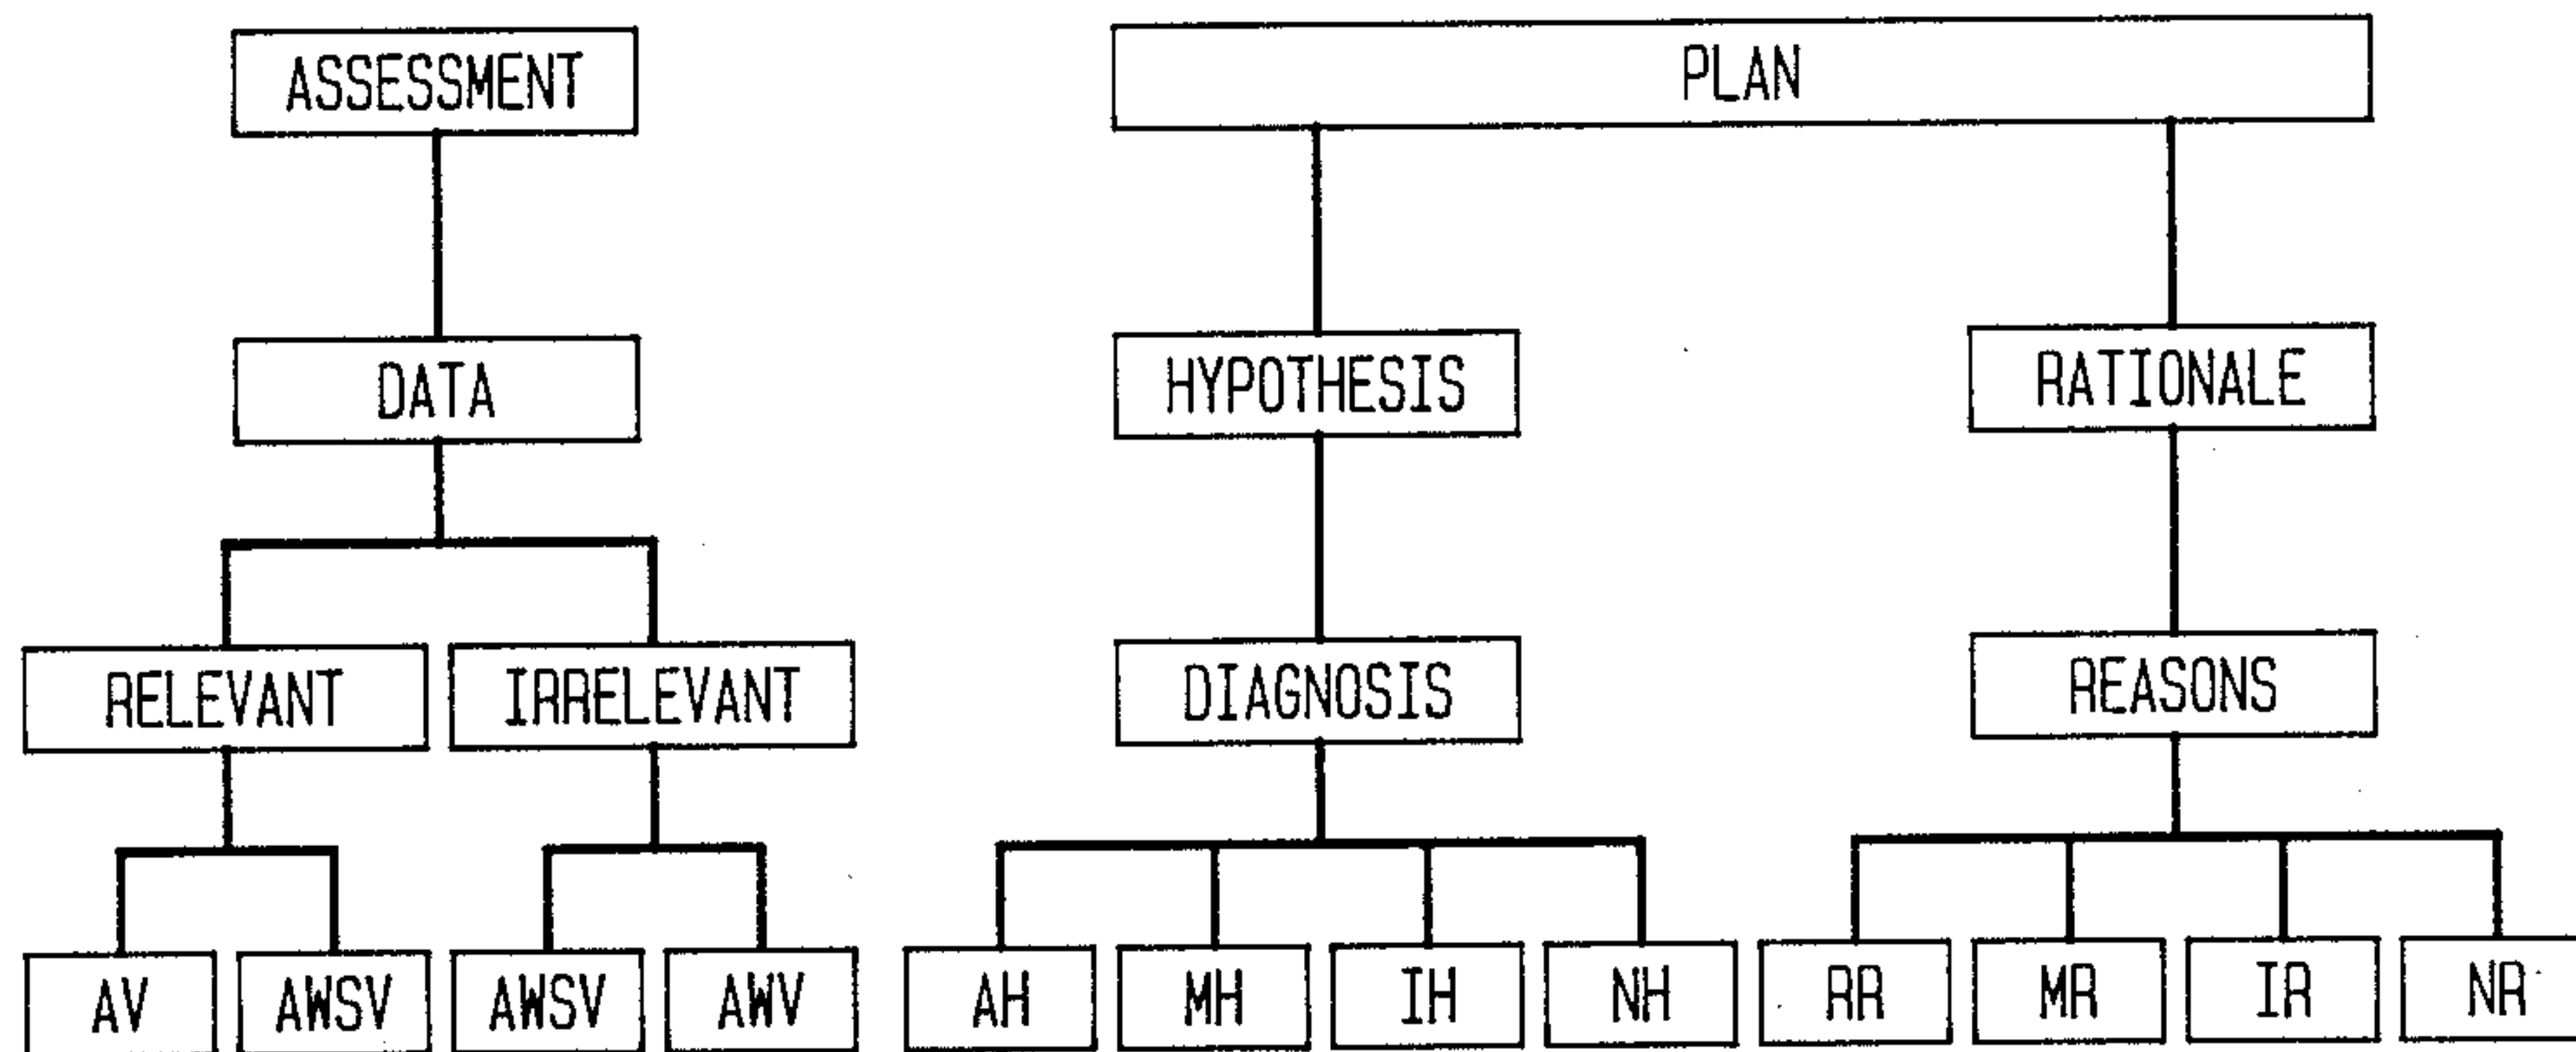 ASSESSMENT
PLAN
DATA
HYPOTHESIS
RATIONALE
RELEVANT
IRRELEVANT
DIAGNOSIS
REASONS
AV
AWSV
AWSV
AWV
AH
MH
IH
NH
RR
MR
IR
NR